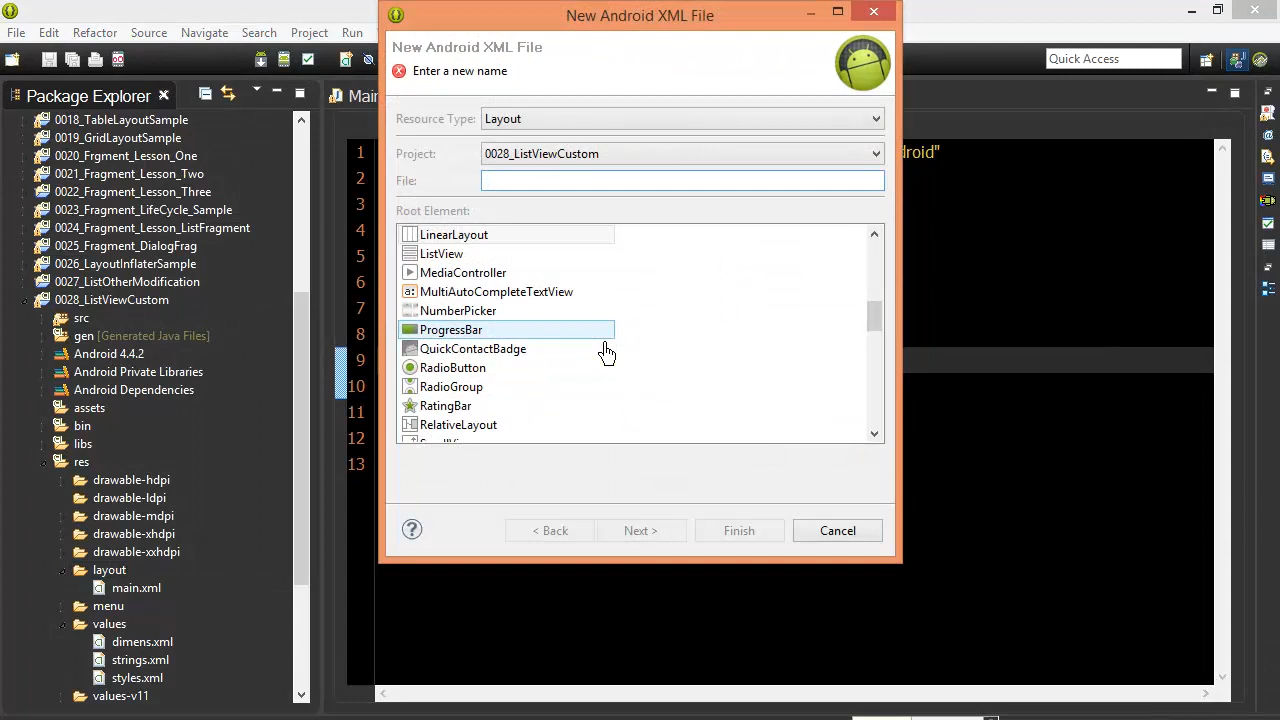 New Android XML File
File Edit Refactor Source Navigate Search Project Run
Quick Access
Package Explorer
Main
0018_TableLayoutSample
0019_GridLayoutSample
0020_Frgment_Lesson_One
0021_Fragment_Lesson_Two
0022_Fragment_Lesson_Three
0023_Fragment_LifeCycle_Sample
0024_Fragment_Lesson_ListFragment
0025_Fragment_DialogFrag
0026_LayoutInflaterSample
0027_ListOtherModification
0028_ListViewCustom
src
gen [Generated Java Files]
Android 4.4.2
Android Private Libraries
Android Dependencies
assets
bin
libs
res
drawable-hdpi
drawable-ldpi
drawable-mdpi
drawable-xhdpi
drawable-xxhdpi
layout
main.xml
menu
values
dimens.xml
strings.xml
styles.xml
values-v11
1
2
3
4
5
6
7
8
9
10
11
12
13
droid"
New Android XML File
Enter a new name
Resource Type: Layout
Project: 0028_ListViewCustom
File:
Root Element:
LinearLayout
ListView
MediaController
MultiAutoCompleteTextView
NumberPicker
ProgressBar
QuickContactBadge
RadioButton
RadioGroup
RatingBar
RelativeLayout
< Back Next > Finish Cancel